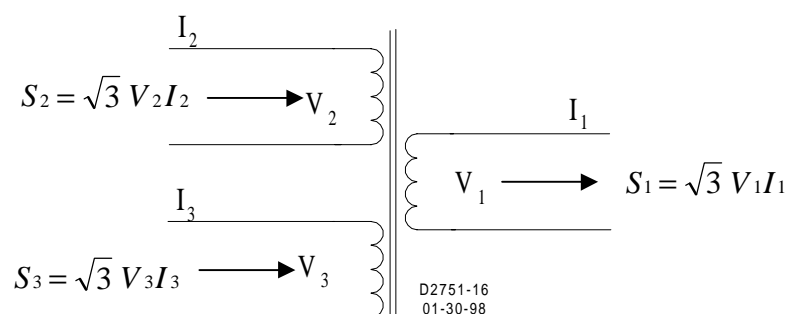 I₂
S₂ = √3 V₂I₂
V₂
I₁
V₁
S₁ = √3 V₁I₁
I₃
S₃ = √3 V₃I₃
V₃
D2751-16
01-30-98